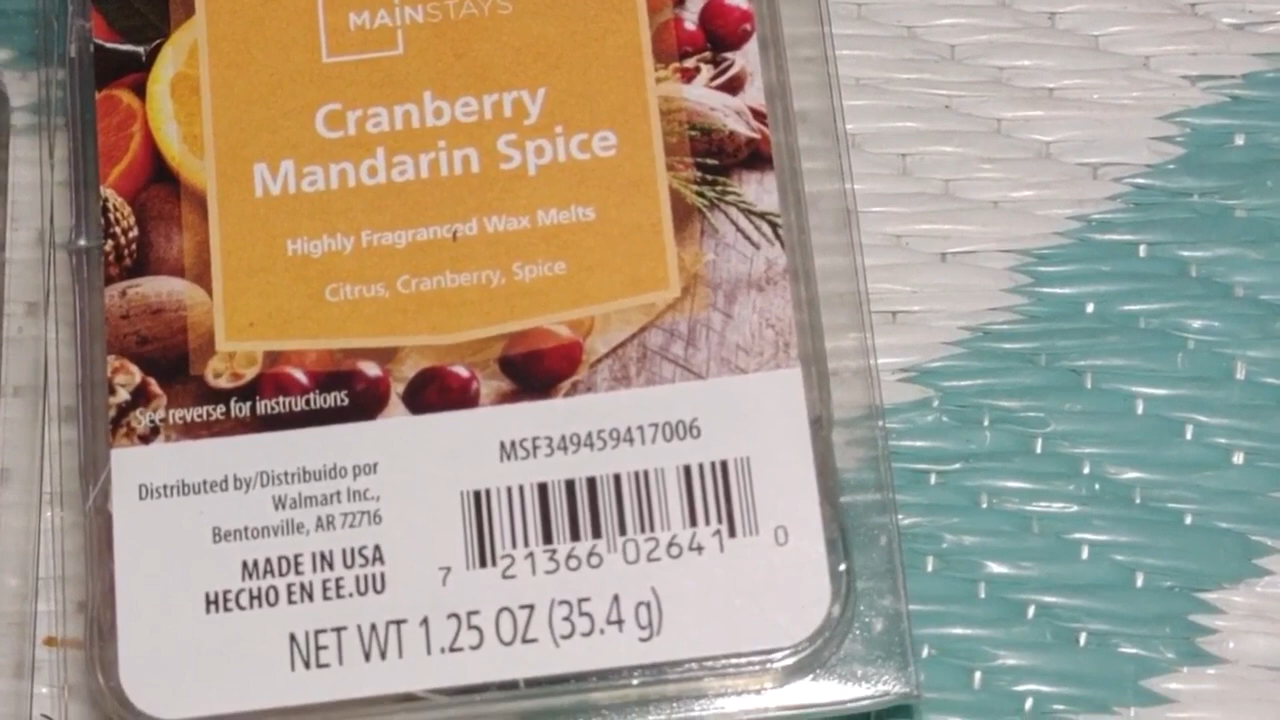 MAINSTAYS
Cranberry
Mandarin Spice
Highly Fragranced Wax Melts
Citrus, Cranberry, Spice
See reverse for instructions
Distributed by/Distribuido por
Walmart Inc.,
Bentonville, AR 72716
MADE IN USA
HECHO EN EE.UU
MSF349459417006
7 21366 02641 0
NET WT 1.25 OZ (35.4 g)